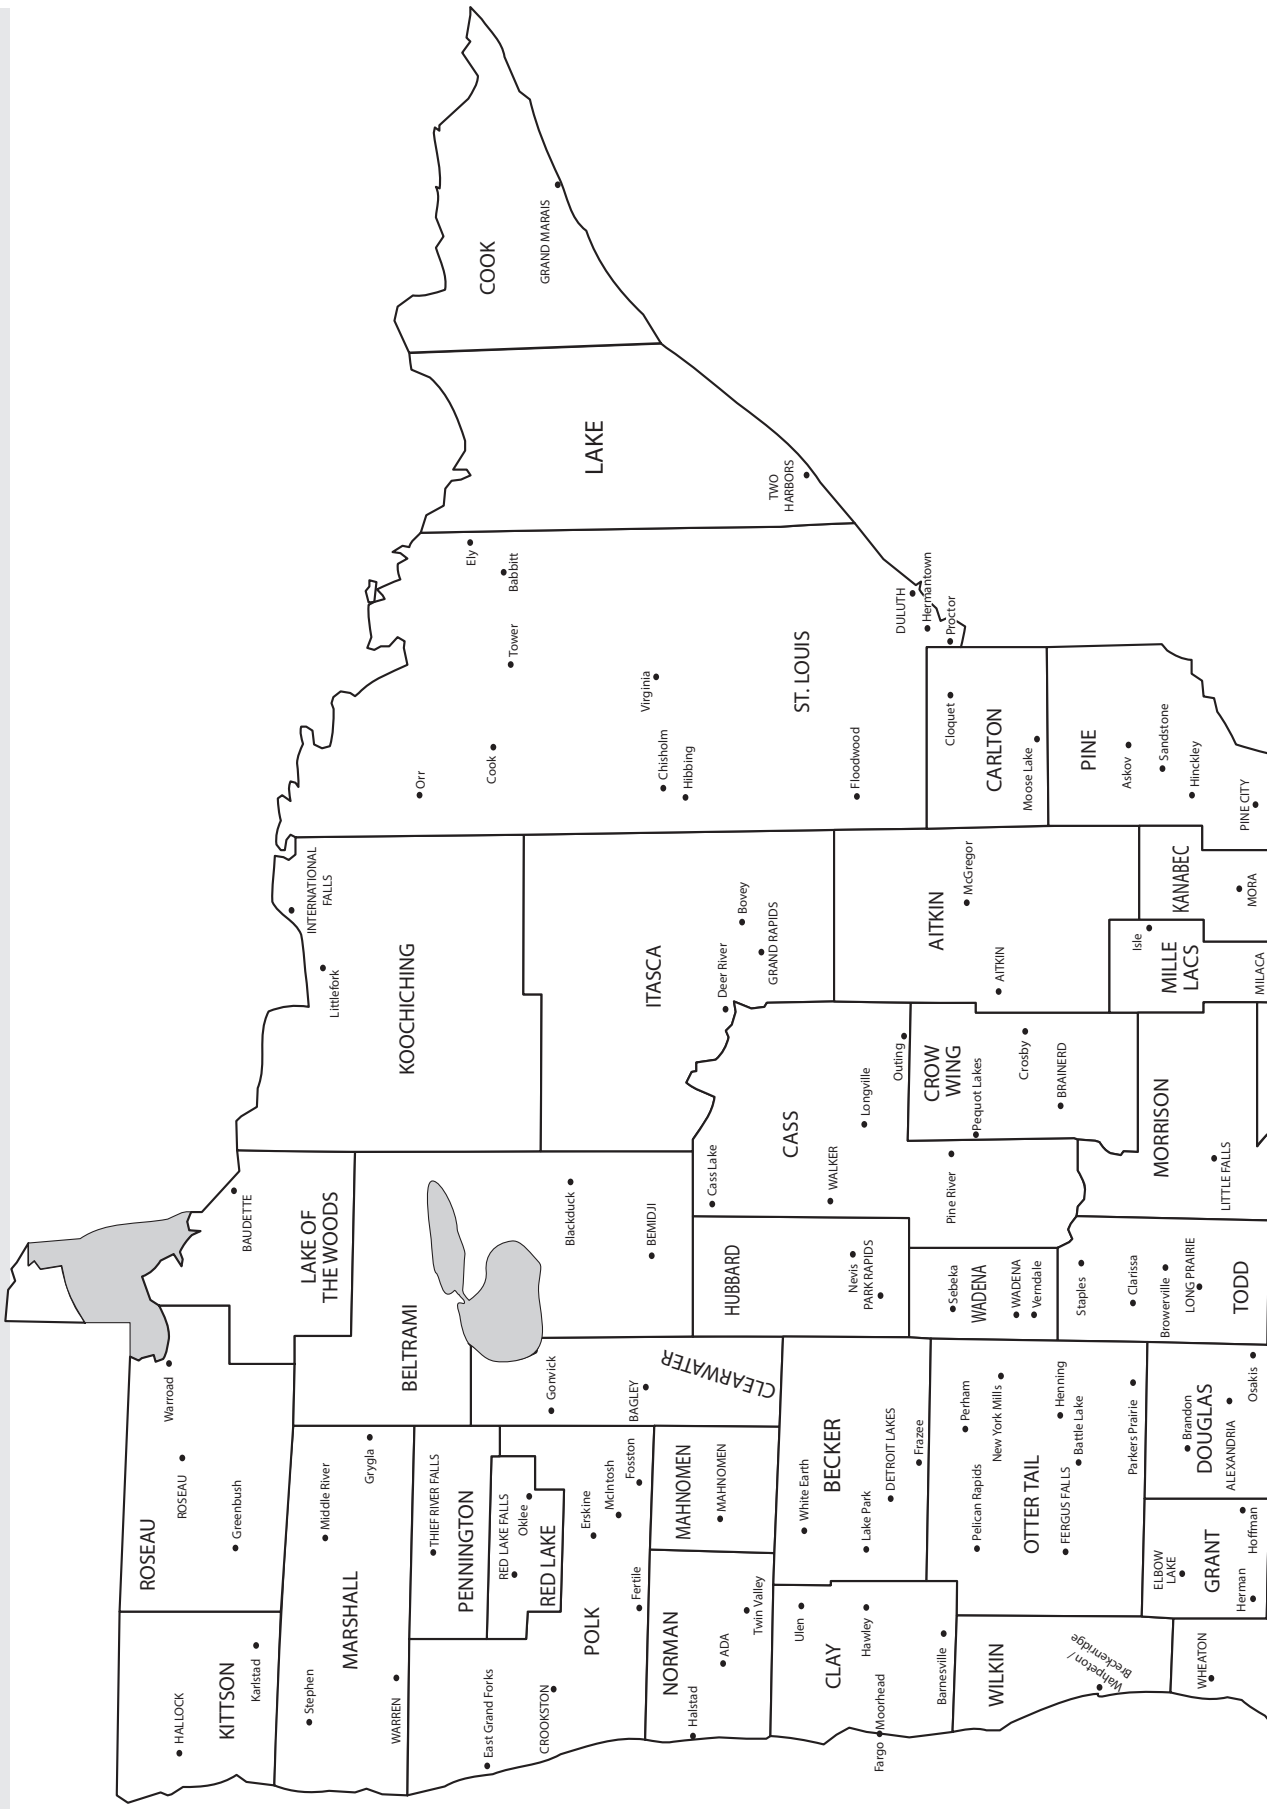 KITTSON
HALLOCK
Karlstad
ROSEAU
ROSEAU
Greenbush
Warroad
LAKE OF
THE WOODS
BAUDETTE
MARSHALL
Stephen
WARREN
Middle River
Grygla
BELTRAMI
Blackduck
BEMIDJI
KOOCHICHING
INTERNATIONAL
FALLS
Littlefork
ST. LOUIS
Orr
Cook
Tower
Ely
Babbitt
Virginia
Chisholm
Hibbing
Floodwood
DULUTH
Hermantown
Proctor
LAKE
TWO
HARBORS
COOK
GRAND MARAIS
PENNINGTON
THIEF RIVER FALLS
RED LAKE
RED LAKE FALLS
Oklee
POLK
East Grand Forks
CROOKSTON
Erskine
McIntosh
Fosston
Fertile
CLEARWATER
Gonvick
BAGLEY
ITASCA
Deer River
Bovey
GRAND RAPIDS
NORMAN
Halstad
ADA
Twin Valley
MAHNOMEN
MAHNOMEN
HUBBARD
Nevis
PARK RAPIDS
CASS
Cass Lake
WALKER
Longville
Outing
Pine River
CLAY
Ulen
Hawley
Fargo
Moorhead
Barnesville
BECKER
White Earth
Lake Park
DETROIT LAKES
Frazee
WADENA
Sebeka
WADENA
Verndale
CROW
WING
Pequot Lakes
Crosby
BRAINERD
AITKIN
McGregor
AITKIN
CARLTON
Cloquet
Moose Lake
WILKIN
Wahpeton/
Breckenridge
OTTER TAIL
Pelican Rapids
Perham
New York Mills
FERGUS FALLS
Henning
Battle Lake
Parkers Prairie
TODD
Staples
Clarissa
Browerville
LONG PRAIRIE
MORRISON
LITTLE FALLS
MILLE
LACS
Isle
MILACA
KANABEC
MORA
PINE
Askov
Sandstone
Hinckley
PINE CITY
WHEATON
GRANT
ELBOW
LAKE
Herman
Hoffman
DOUGLAS
Brandon
ALEXANDRIA
Osakis